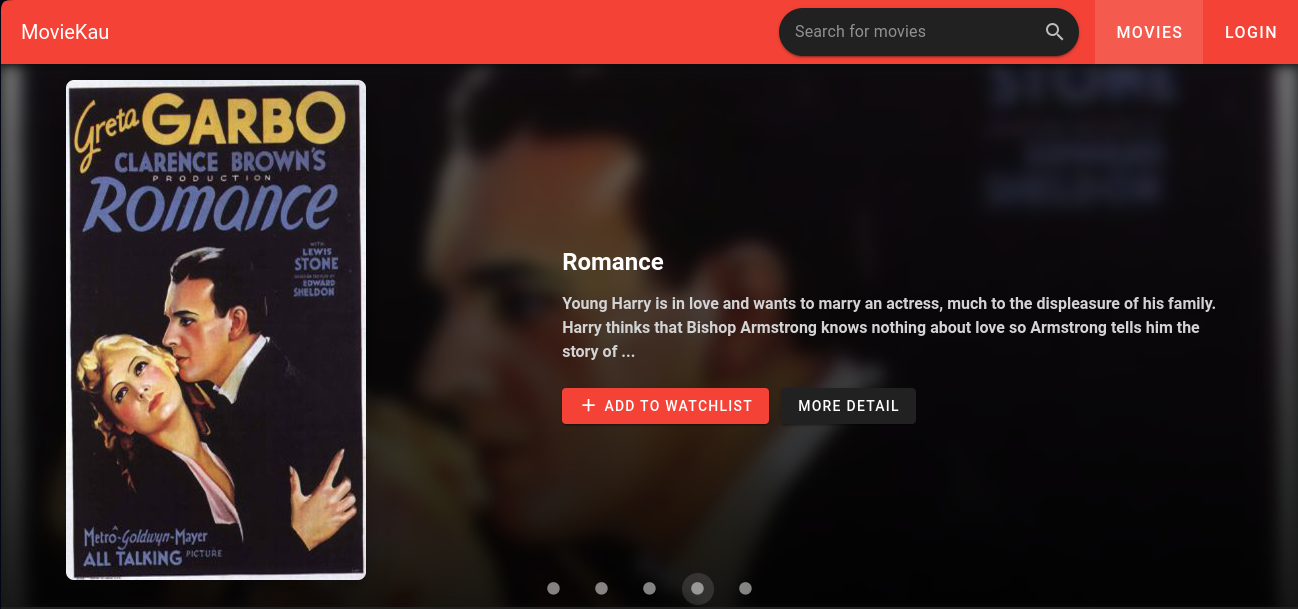 MovieKau
Search for movies
MOVIES
LOGIN
Greta GARBO
CLARENCE BROWN'S
PRODUCTION
Romance
WITH
LEWIS
STONE
EDWARD
SHELDON
Metro-Goldwyn-Mayer
ALL TALKING PICTURE
STONE
SHELDON
Romance
Young Harry is in love and wants to marry an actress, much to the displeasure of his family.
Harry thinks that Bishop Armstrong knows nothing about love so Armstrong tells him the
story of ...
+ ADD TO WATCHLIST
MORE DETAIL